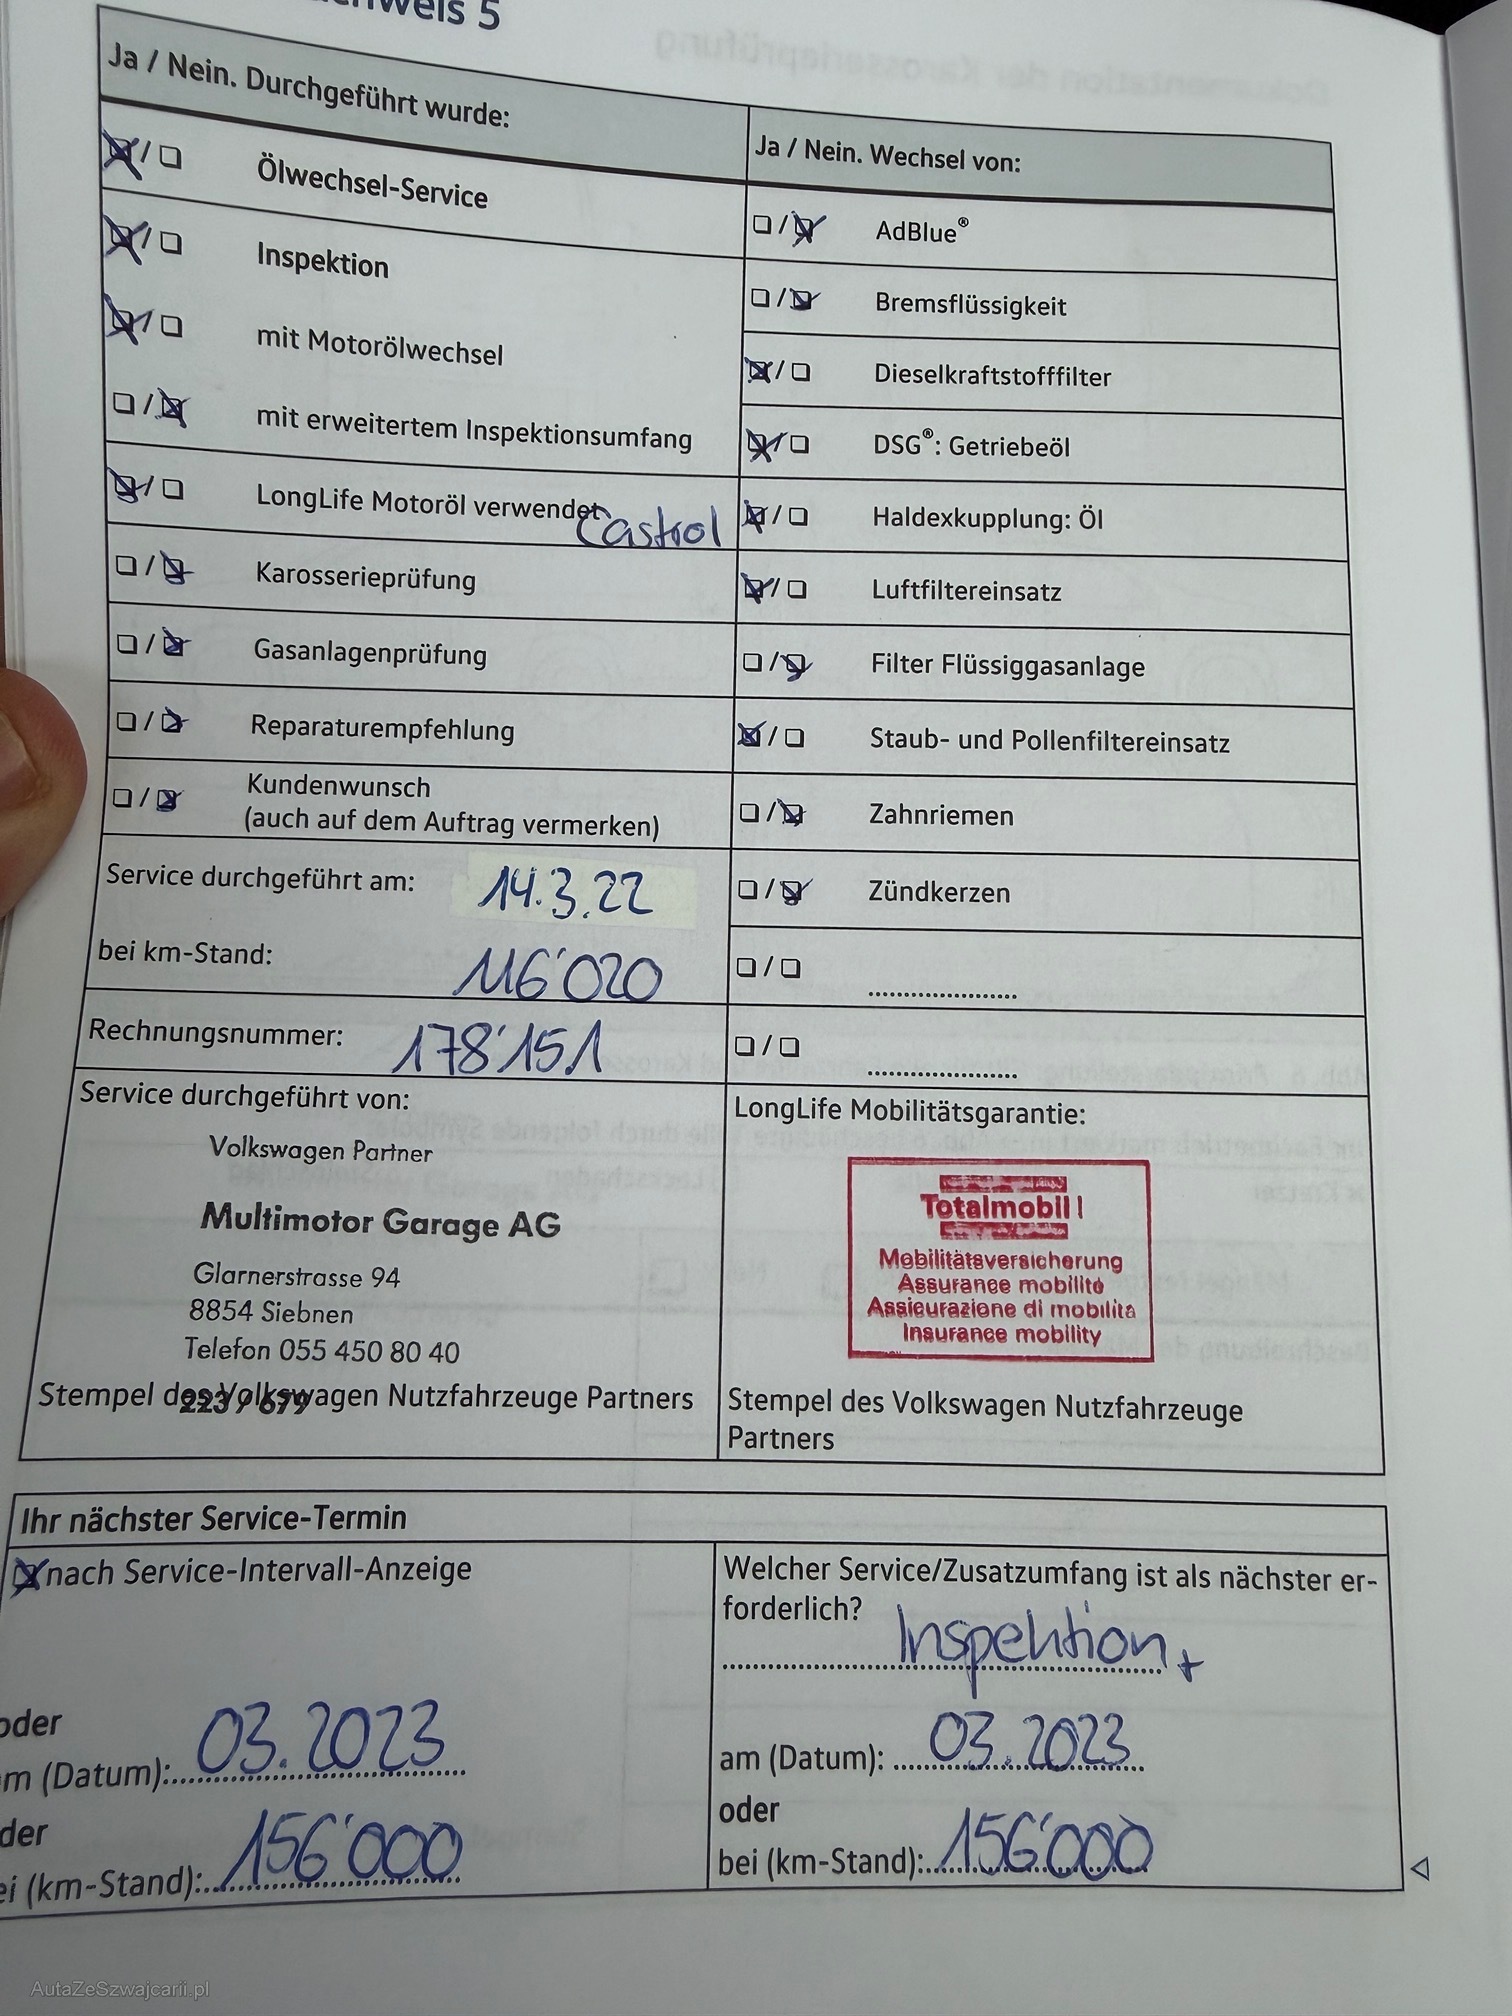 weis 5
Ja / Nein. Durchgeführt wurde:
Ölwechsel-Service
Inspektion
mit Motorölwechsel
mit erweitertem Inspektionsumfang
LongLife Motoröl verwendet
Castrol
Karosserieprüfung
Gasanlagenprüfung
Reparaturempfehlung
Kundenwunsch
(auch auf dem Auftrag vermerken)
Service durchgeführt am: 14.3.22
bei km-Stand: 116'020
Rechnungsnummer: 178'151
Ja / Nein. Wechsel von:
AdBlue®
Bremsflüssigkeit
Dieselkraftstofffilter
DSG®: Getriebeöl
Haldexkupplung: Öl
Luftfiltereinsatz
Filter Flüssiggasanlage
Staub- und Pollenfiltereinsatz
Zahnriemen
Zündkerzen
Service durchgeführt von:
Volkswagen Partner
Multimotor Garage AG
Glarnerstrasse 94
8854 Siebnen
Telefon 055 450 80 40
Stempel des Volkswagen Nutzfahrzeuge Partners
LongLife Mobilitätsgarantie:
Totalmobil!
Mobilitätsversicherung
Assurance mobilité
Assicurazione di mobilità
Insurance mobility
Stempel des Volkswagen Nutzfahrzeuge
Partners
Ihr nächster Service-Termin
nach Service-Intervall-Anzeige
oder
m (Datum): 03.2023
der
ei (km-Stand): 156'000
Welcher Service/Zusatzumfang ist als nächster er-
forderlich?
Inspektion +
am (Datum): 03.2023
oder
bei (km-Stand): 156'000
AutaZeSzwajcarii.pl